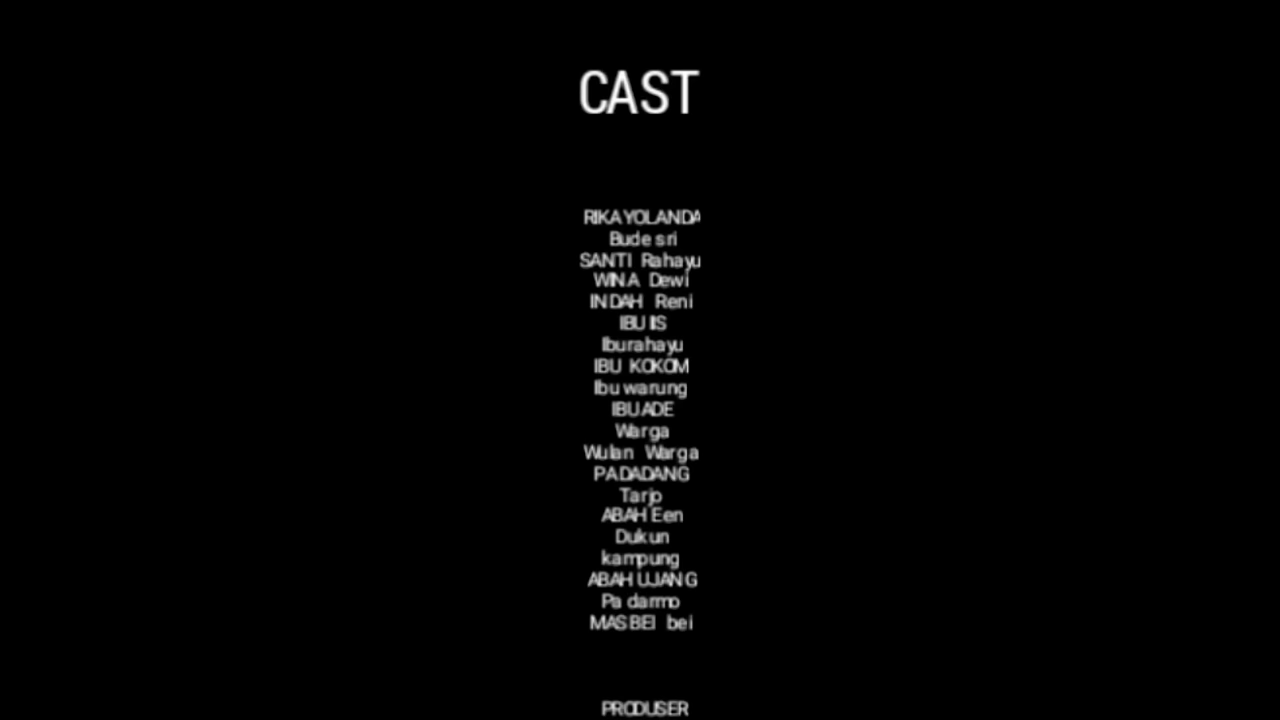 CAST
RIKA YOLANDA
Bude sri
SANTI Rahayu
WINA Dewi
INDAH Reni
IBU IIS
Iburahayu
IBU KOKOM
Ibu warung
IBU ADE
Warga
Wulan Warga
PA DADANG
Tarjo
ABAH Een
Dukun
kampung
ABAH UJANG
Pa darmo
MAS BEI bei
PRODUSER